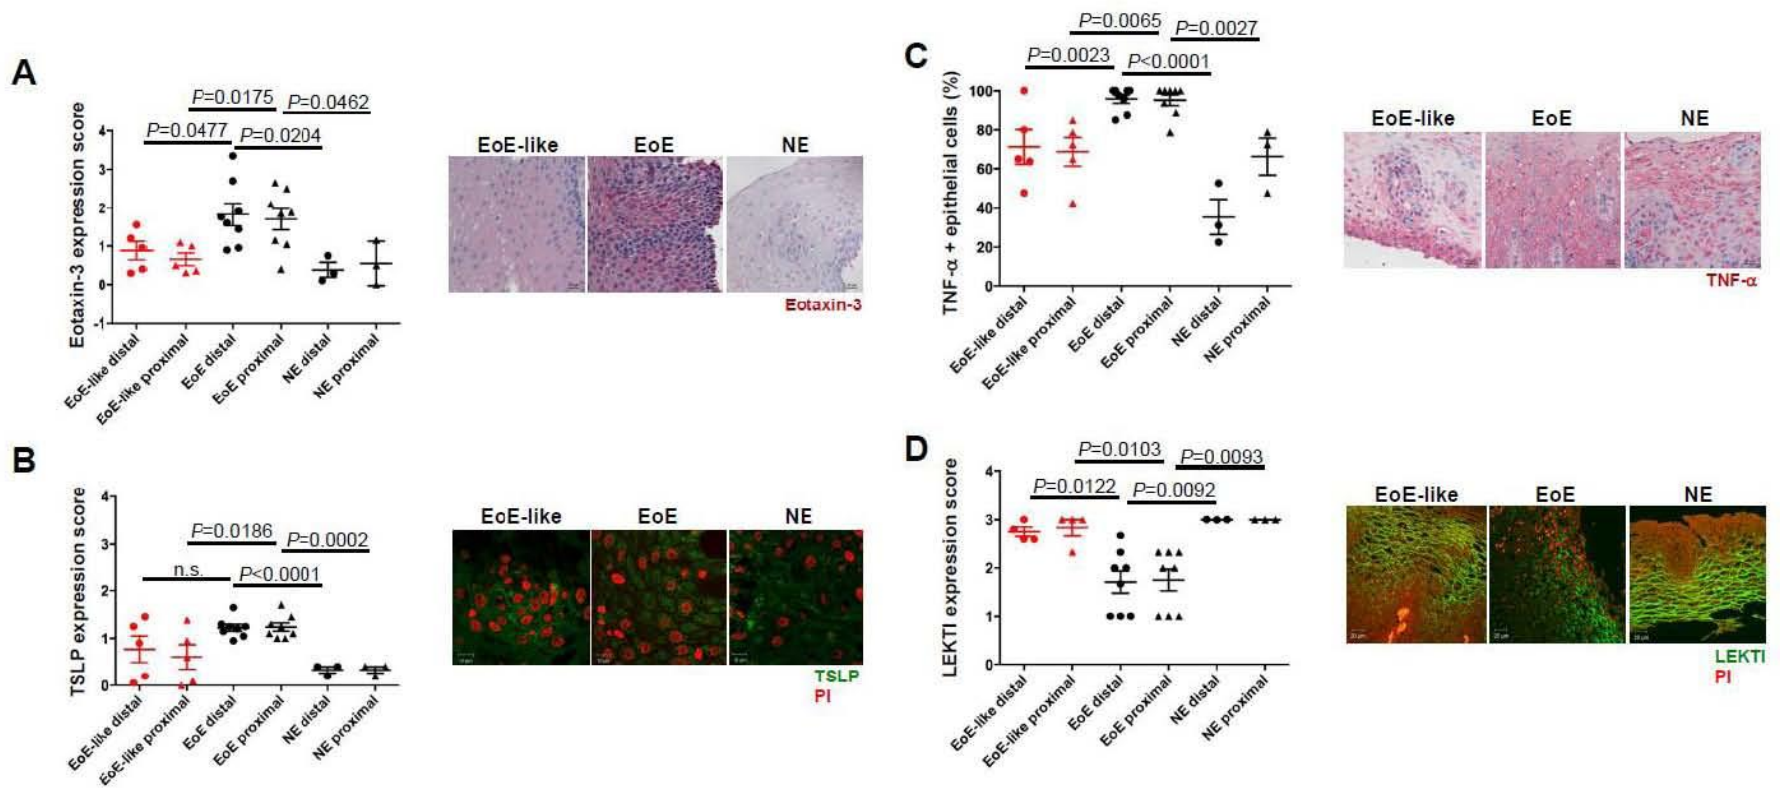 A
P=0.0175
P=0.0462
P=0.0477
P=0.0204
Eotaxin-3 expression score
4
3
2
1
0
-1
EoE-like distal
EoE-like proximal
EoE distal
EoE proximal
NE distal
NE proximal
EoE-like
EoE
NE
Eotaxin-3
B
P=0.0186
P=0.0002
n.s.
P<0.0001
TSLP expression score
4
3
2
1
0
EoE-like distal
EoE-like proximal
EoE distal
EoE proximal
NE distal
NE proximal
EoE-like
EoE
NE
TSLP
PI
C
P=0.0065
P=0.0027
P=0.0023
P<0.0001
TNF-α + epithelial cells (%)
100
80
60
40
20
0
EoE-like distal
EoE-like proximal
EoE distal
EoE proximal
NE distal
NE proximal
EoE-like
EoE
NE
TNF-α
D
P=0.0103
P=0.0093
P=0.0122
P=0.0092
LEKTI expression score
4
3
2
1
0
EoE-like distal
EoE-like proximal
EoE distal
EoE proximal
NE distal
NE proximal
EoE-like
EoE
NE
LEKTI
PI